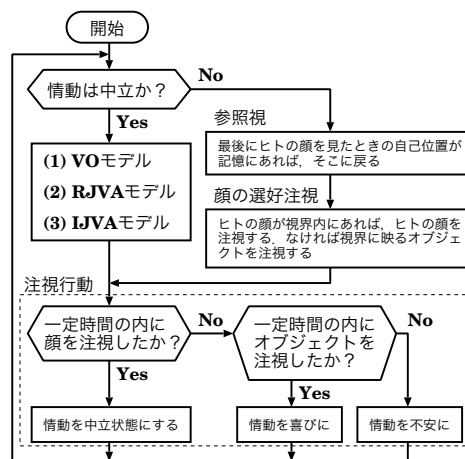 開始
情動は中立か？
No
Yes
参照視
最後にヒトの顔を見たときの自己位置が
記憶にあれば，そこに戻る
(1) VOモデル
(2) RJVAモデル
(3) IJVAモデル
顔の選好注視
ヒトの顔が視界内にあれば，ヒトの顔を
注視する，なければ視界に映るオブジェ
クトを注視する
注視行動
一定時間の内に
顔を注視したか？
No
一定時間の内に
オブジェクトを
注視したか？
No
Yes
Yes
情動を中立状態にする
情動を喜びに
情動を不安に